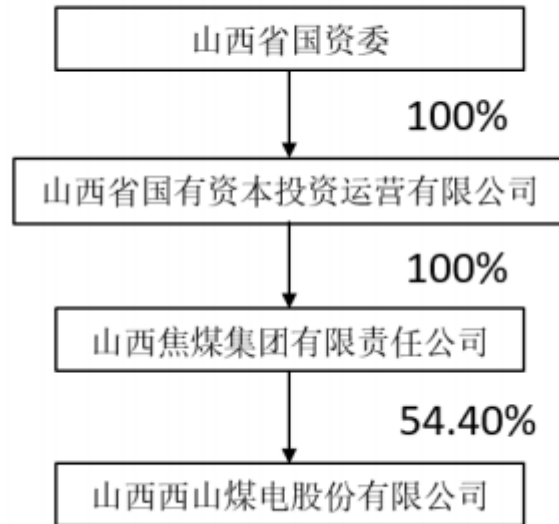 山西省国资委
100%
山西省国有资本投资运营有限公司
100%
山西焦煤集团有限责任公司
54.40%
山西西山煤电股份有限公司